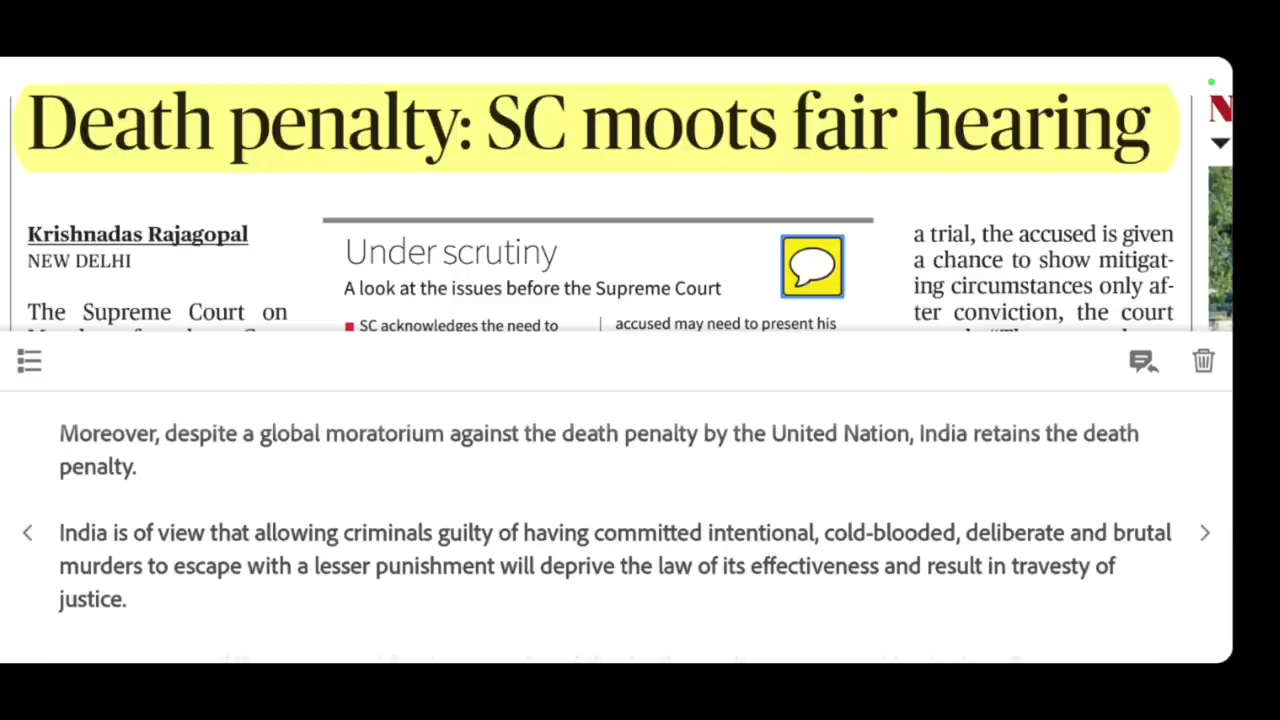 Death penalty: SC moots fair hearing
N
Krishnadas Rajagopal
NEW DELHI
The Supreme Court on
Under scrutiny
A look at the issues before the Supreme Court
SC acknowledges the need to
accused may need to present his
a trial, the accused is given
a chance to show mitigat-
ing circumstances only af-
ter conviction, the court
Moreover, despite a global moratorium against the death penalty by the United Nation, India retains the death
penalty.
India is of view that allowing criminals guilty of having committed intentional, cold-blooded, deliberate and brutal
murders to escape with a lesser punishment will deprive the law of its effectiveness and result in travesty of
justice.